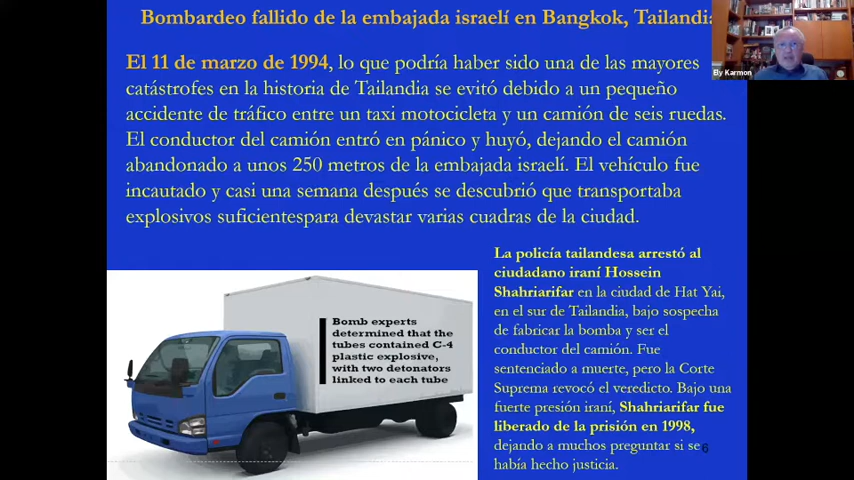 Bombardeo fallido de la embajada israelí en Bangkok, Tailandia
Ely Karmon
El 11 de marzo de 1994, lo que podría haber sido una de las mayores
catástrofes en la historia de Tailandia se evitó debido a un pequeño
accidente de tráfico entre un taxi motocicleta y un camión de seis ruedas.
El conductor del camión entró en pánico y huyó, dejando el camión
abandonado a unos 250 metros de la embajada israelí. El vehículo fue
incautado y casi una semana después se descubrió que transportaba
explosivos suficientespara devastar varias cuadras de la ciudad.
Bomb experts
determined that the
tubes contained C-4
plastic explosive,
with two detonators
linked to each tube
La policía tailandesa arrestó al
ciudadano iraní Hossein
Shahriarifar en la ciudad de Hat Yai,
en el sur de Tailandia, bajo sospecha
de fabricar la bomba y ser el
conductor del camión. Fue
sentenciado a muerte, pero la Corte
Suprema revocó el veredicto. Bajo una
fuerte presión iraní, Shahriarifar fue
liberado de la prisión en 1998,
dejando a muchos preguntar si se
había hecho justicia.
6